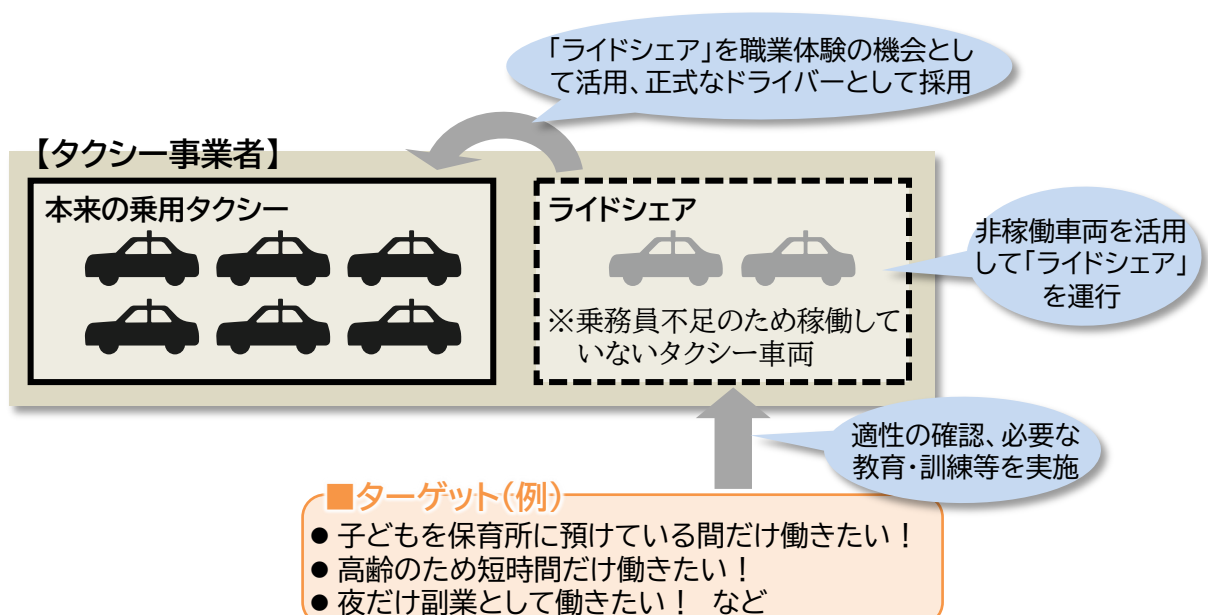 「ライドシェア」を職業体験の機会とし
て活用、正式なドライバーとして採用
【タクシー事業者】
本来の乗用タクシー
ライドシェア
※乗務員不足のため稼働して
いないタクシー車両
非稼働車両を活用
して「ライドシェア」
を運行
適性の確認、必要な
教育・訓練等を実施
■ターゲット(例)
● 子どもを保育所に預けている間だけ働きたい！
● 高齢のため短時間だけ働きたい！
● 夜だけ副業として働きたい！ など